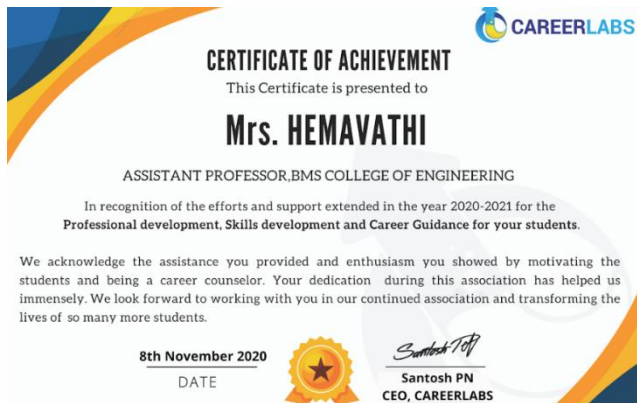 CAREERLABS
CERTIFICATE OF ACHIEVEMENT
This Certificate is presented to
Mrs. HEMAVATHI
ASSISTANT PROFESSOR,BMS COLLEGE OF ENGINEERING
In recognition of the efforts and support extended in the year 2020-2021 for the
Professional development, Skills development and Career Guidance for your students.
We acknowledge the assistance you provided and enthusiasm you showed by motivating the
students and being a career counselor. Your dedication during this association has helped us
immensely. We look forward to working with you in our continued association and transforming the
lives of so many more students.
8th November 2020
DATE
Santosh PN
CEO, CAREERLABS